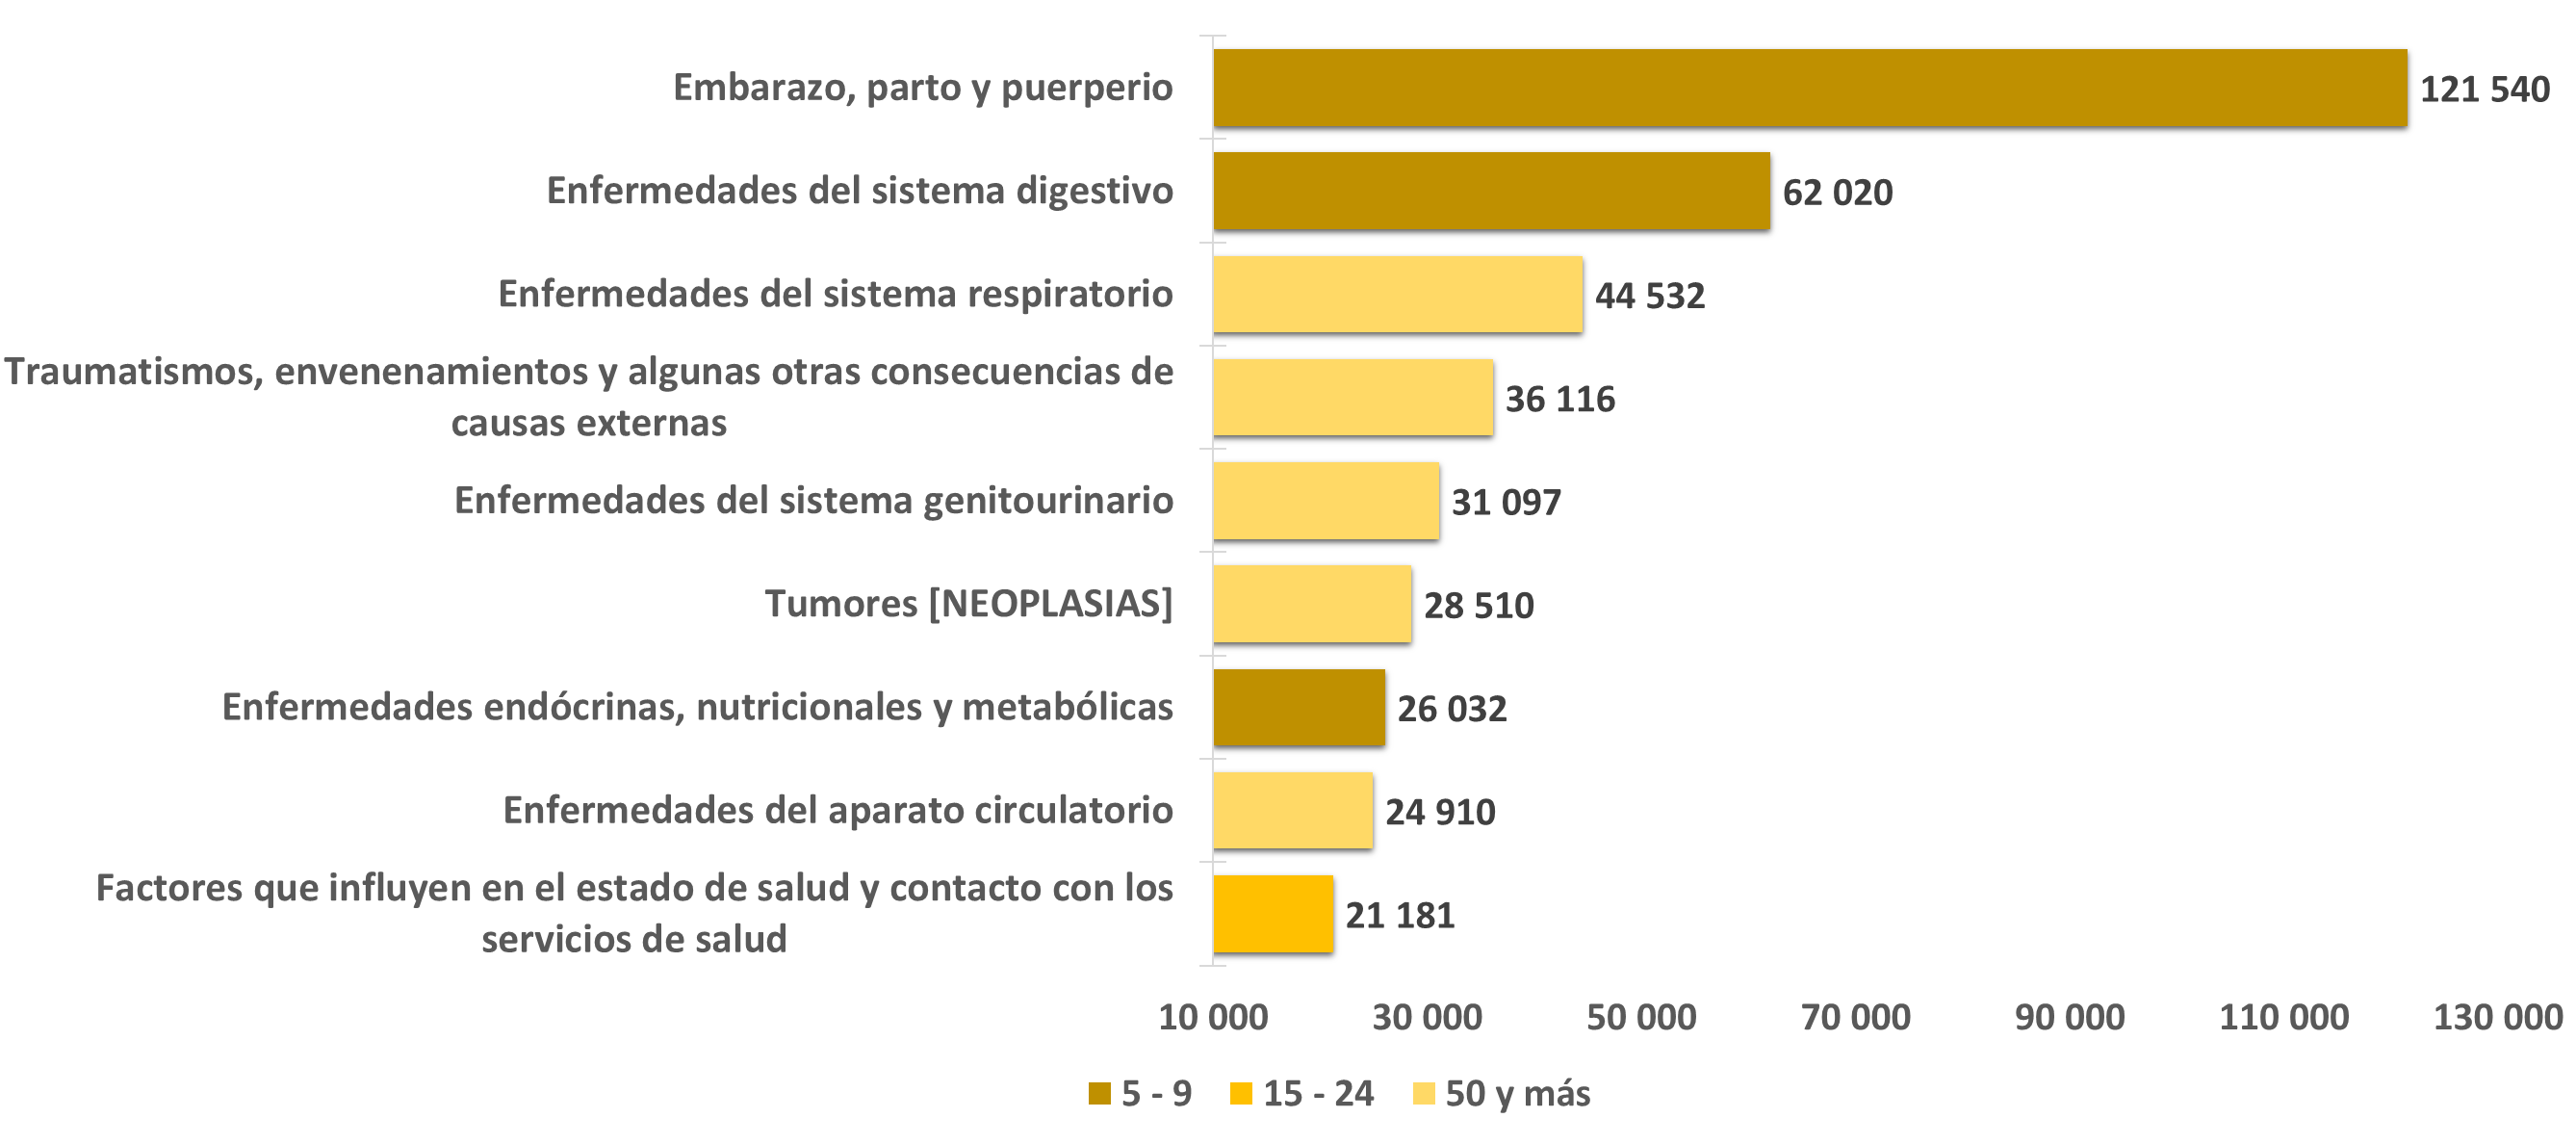 Embarazo, parto y puerperio
121 540
Enfermedades del sistema digestivo
62 020
Enfermedades del sistema respiratorio
44 532
Traumatismos, envenenamientos y algunas otras consecuencias de
causas externas
36 116
Enfermedades del sistema genitourinario
31 097
Tumores [NEOPLASIAS]
28 510
Enfermedades endócrinas, nutricionales y metabólicas
26 032
Enfermedades del aparato circulatorio
24 910
Factores que influyen en el estado de salud y contacto con los
servicios de salud
21 181
10 000 30 000 50 000 70 000 90 000 110 000 130 000
5 - 9 15 - 24 50 y más